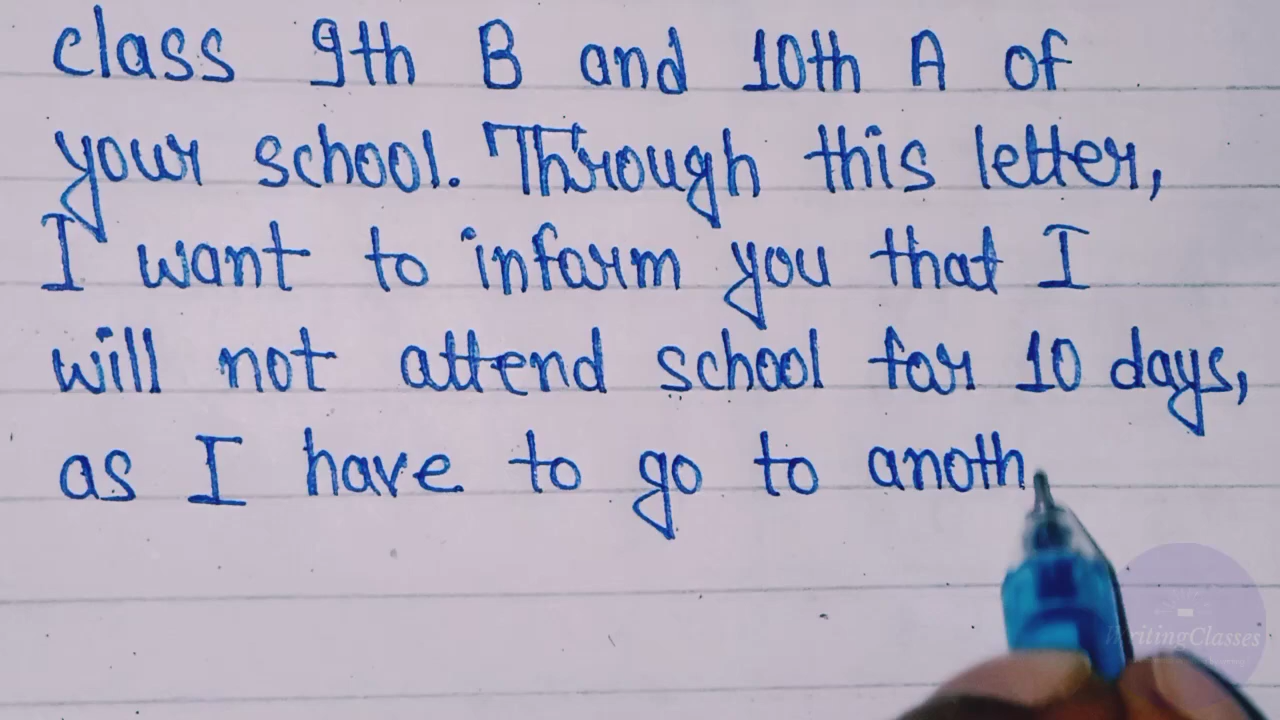 class 9th B and 10th A of
your school. Through this letter,
I want to inform you that I
will not attend school for 10 days,
as I have to go to anoth
WritingClasses